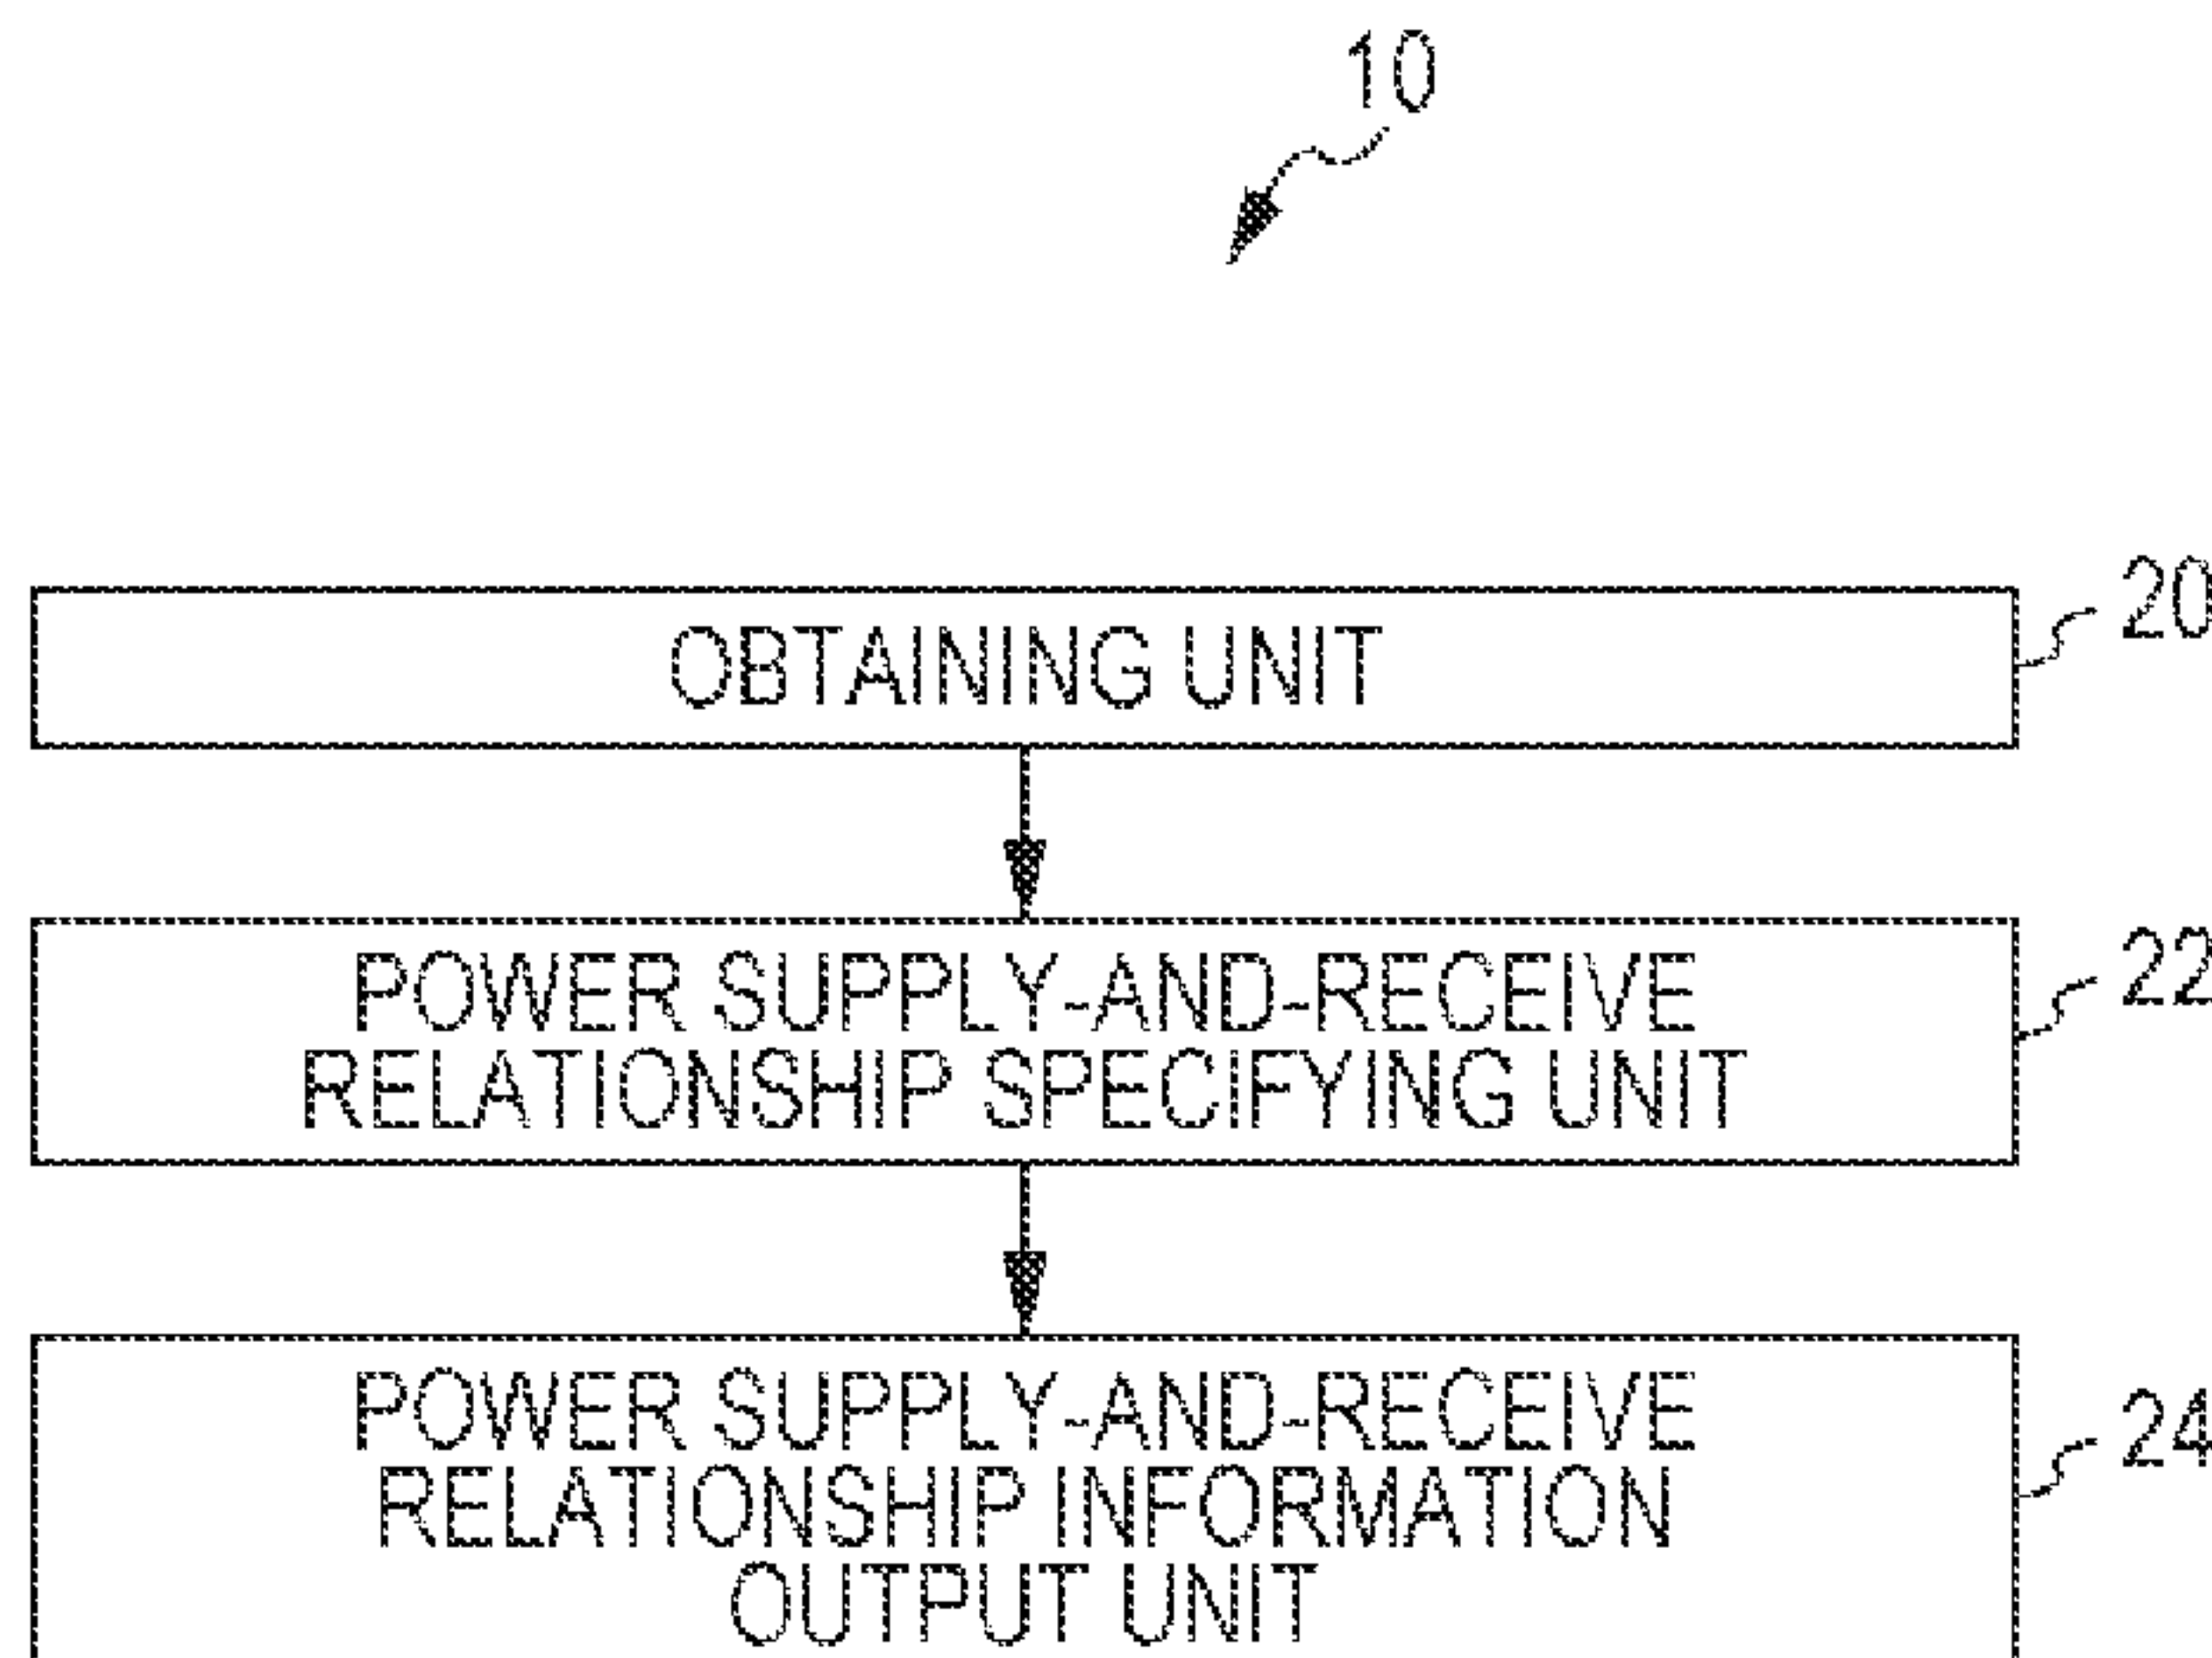 10
OBTAINING UNIT
20
POWER SUPPLY-AND-RECEIVE
RELATIONSHIP SPECIFYING UNIT
22
POWER SUPPLY-AND-RECEIVE
RELATIONSHIP INFORMATION
OUTPUT UNIT
24